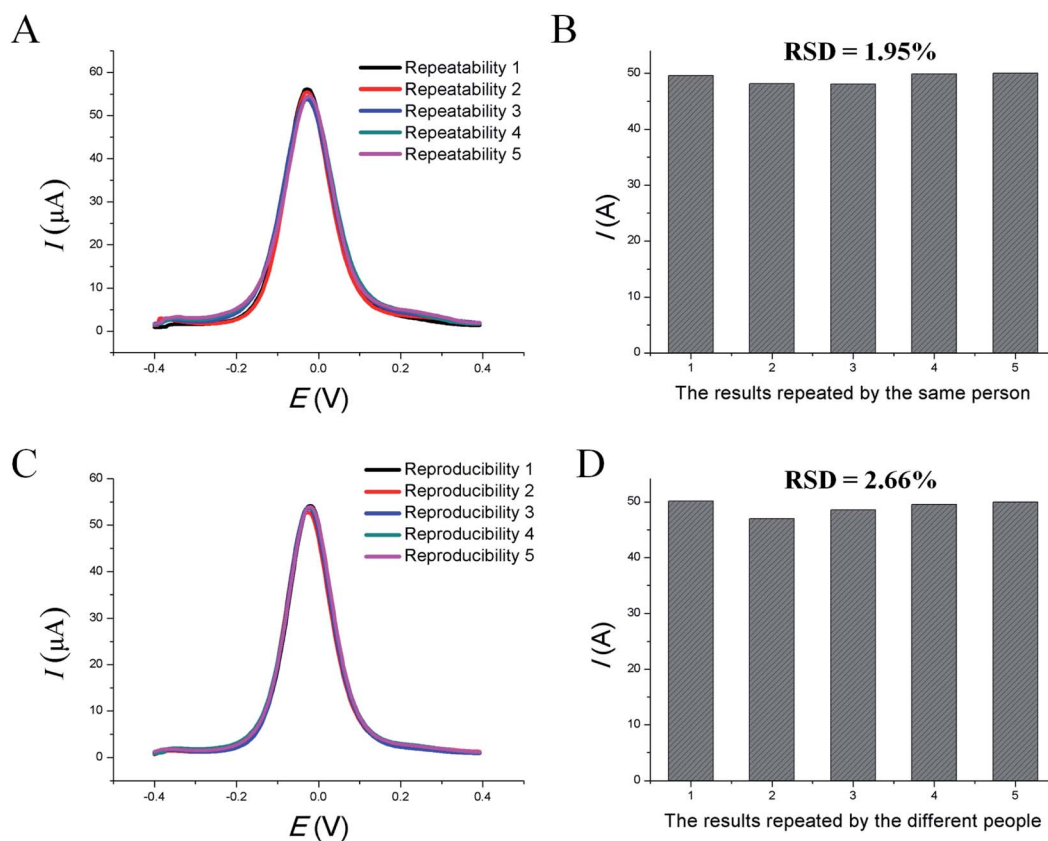 A
I (μA)
60
50
40
30
20
10
0
-0.4
-0.2
0.0
0.2
0.4
E (V)
Repeatability 1
Repeatability 2
Repeatability 3
Repeatability 4
Repeatability 5
B
RSD = 1.95%
I (A)
50
40
30
20
10
0
1
2
3
4
5
The results repeated by the same person
C
I (μA)
60
50
40
30
20
10
0
-0.4
-0.2
0.0
0.2
0.4
E (V)
Reproducibility 1
Reproducibility 2
Reproducibility 3
Reproducibility 4
Reproducibility 5
D
RSD = 2.66%
I (A)
50
40
30
20
10
0
1
2
3
4
5
The results repeated by the different people